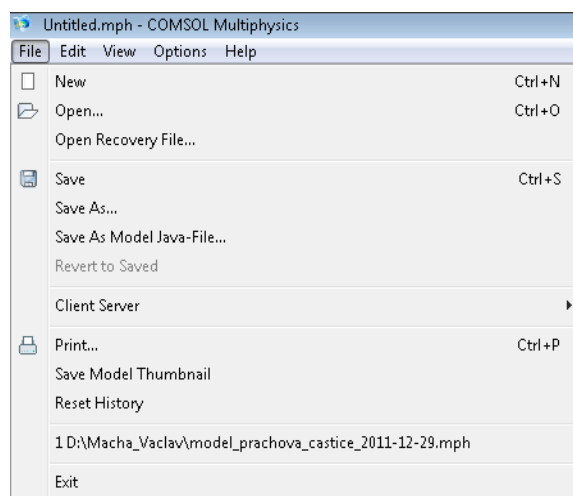 Untitled.mph - COMSOL Multiphysics
File Edit View Options Help
New Ctrl+N
Open... Ctrl+O
Open Recovery File...
Save Ctrl+S
Save As...
Save As Model Java-File...
Revert to Saved
Client Server
Print... Ctrl+P
Save Model Thumbnail
Reset History
1 D:\Macha_Vaclav\model_prachova_castice_2011-12-29.mph
Exit